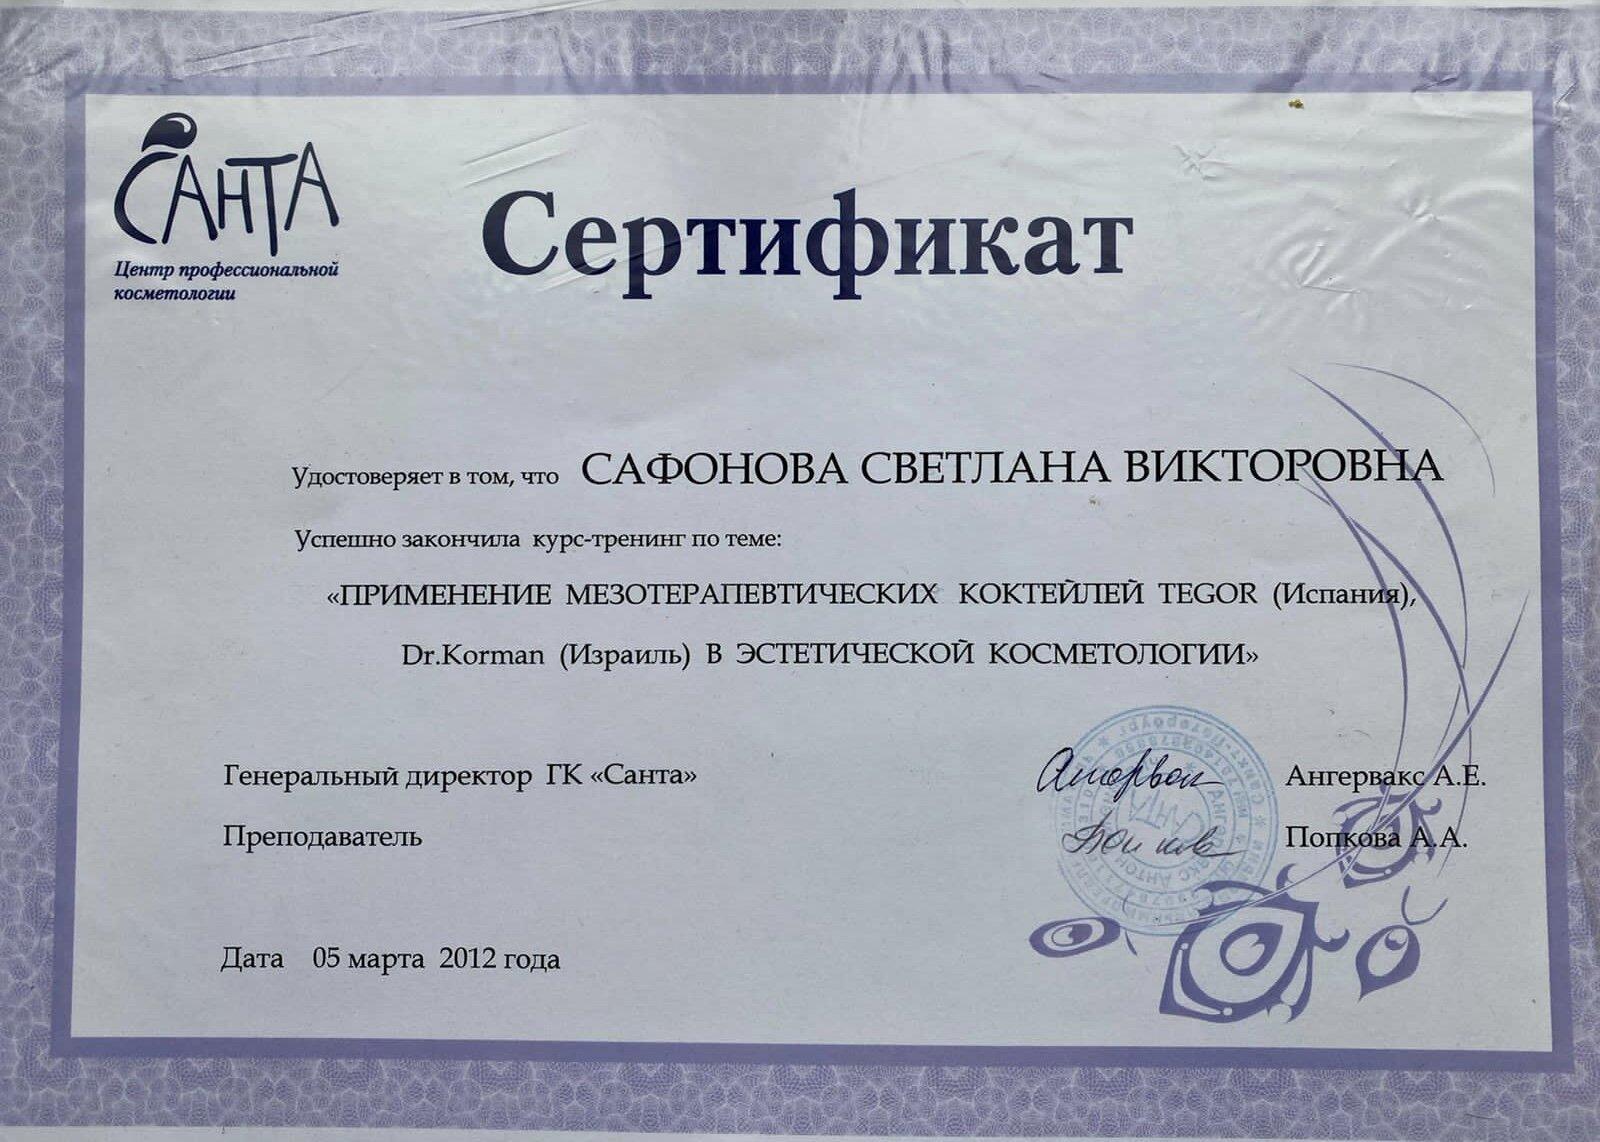 САНТА
Центр профессиональной
косметологии
Сертификат
Удостоверяет в том, что САФОНОВА СВЕТЛАНА ВИКТОРОВНА
Успешно закончила курс-тренинг по теме:
«ПРИМЕНЕНИЕ МЕЗОТЕРАПЕВТИЧЕСКИХ КОКТЕЙЛЕЙ TEGOR (Испания),
Dr.Korman (Израиль) В ЭСТЕТИЧЕСКОЙ КОСМЕТОЛОГИИ»
Генеральный директор ГК «Санта» Ангервакс А.Е.
Преподаватель Попкова А.А.
Дата 05 марта 2012 года